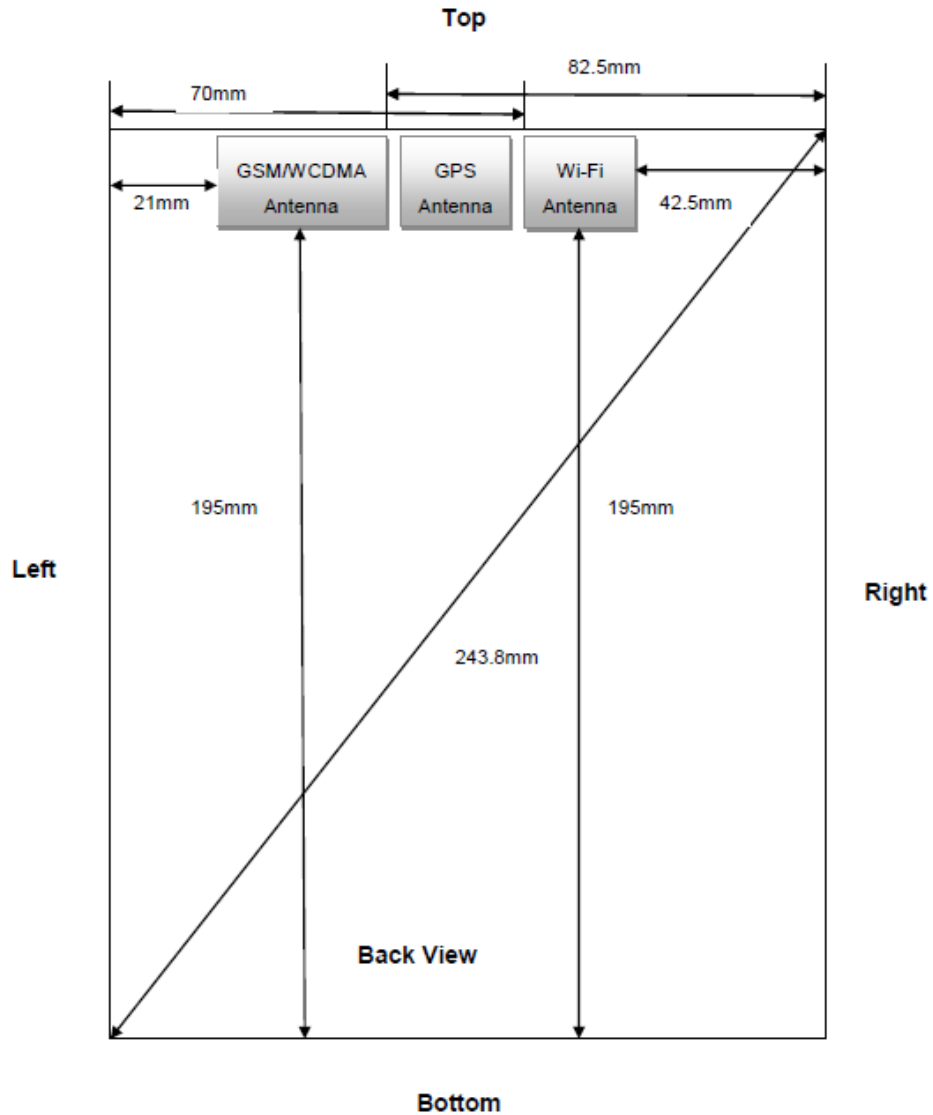 Top
82.5mm
70mm
GSM/WCDMA
Antenna
GPS
Antenna
Wi-Fi
Antenna
21mm
42.5mm
195mm
195mm
Left
Right
243.8mm
Back View
Bottom